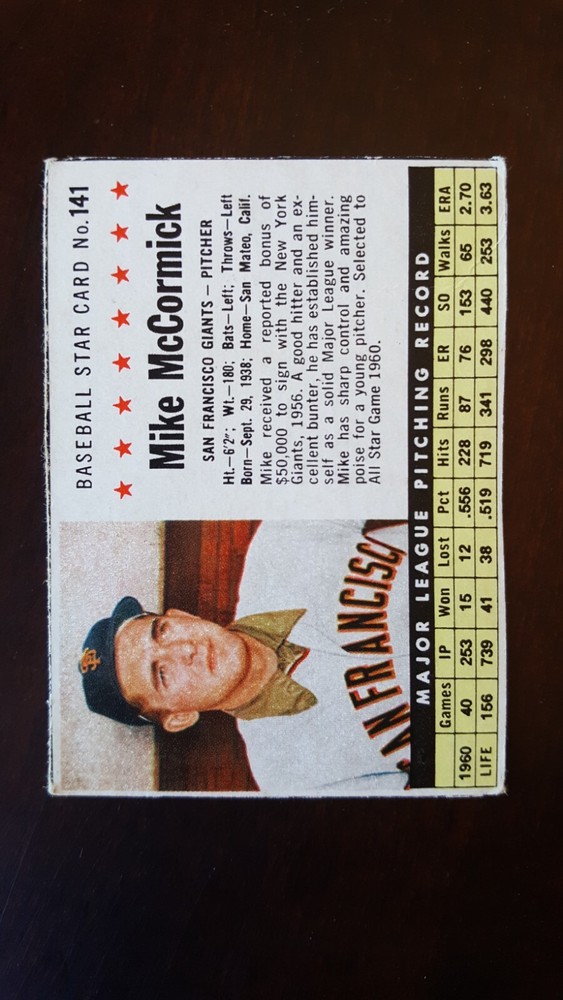 BASEBALL STAR CARD No. 141
Mike McCormick
SAN FRANCISCO GIANTS — PITCHER
Ht.—6'2"; Wt.—180; Bats—Left; Throws—Left
Born—Sept. 29, 1938; Home—San Mateo, Calif.
Mike received a reported bonus of
$50,000 to sign with the New York
Giants, 1956. A good hitter and an ex-
cellent bunter, he has established him-
self as a solid Major League winner.
Mike has sharp control and amazing
poise for a young pitcher. Selected to
All Star Game 1960.
SF
ANFRANCISC
MAJOR LEAGUE PITCHING RECORD
Games IP Won Lost Pct Hits Runs ER SO Walks ERA
1960 40 253 15 12 .556 228 87 76 153 65 2.70
LIFE 156 739 41 38 .519 719 341 298 440 253 3.63